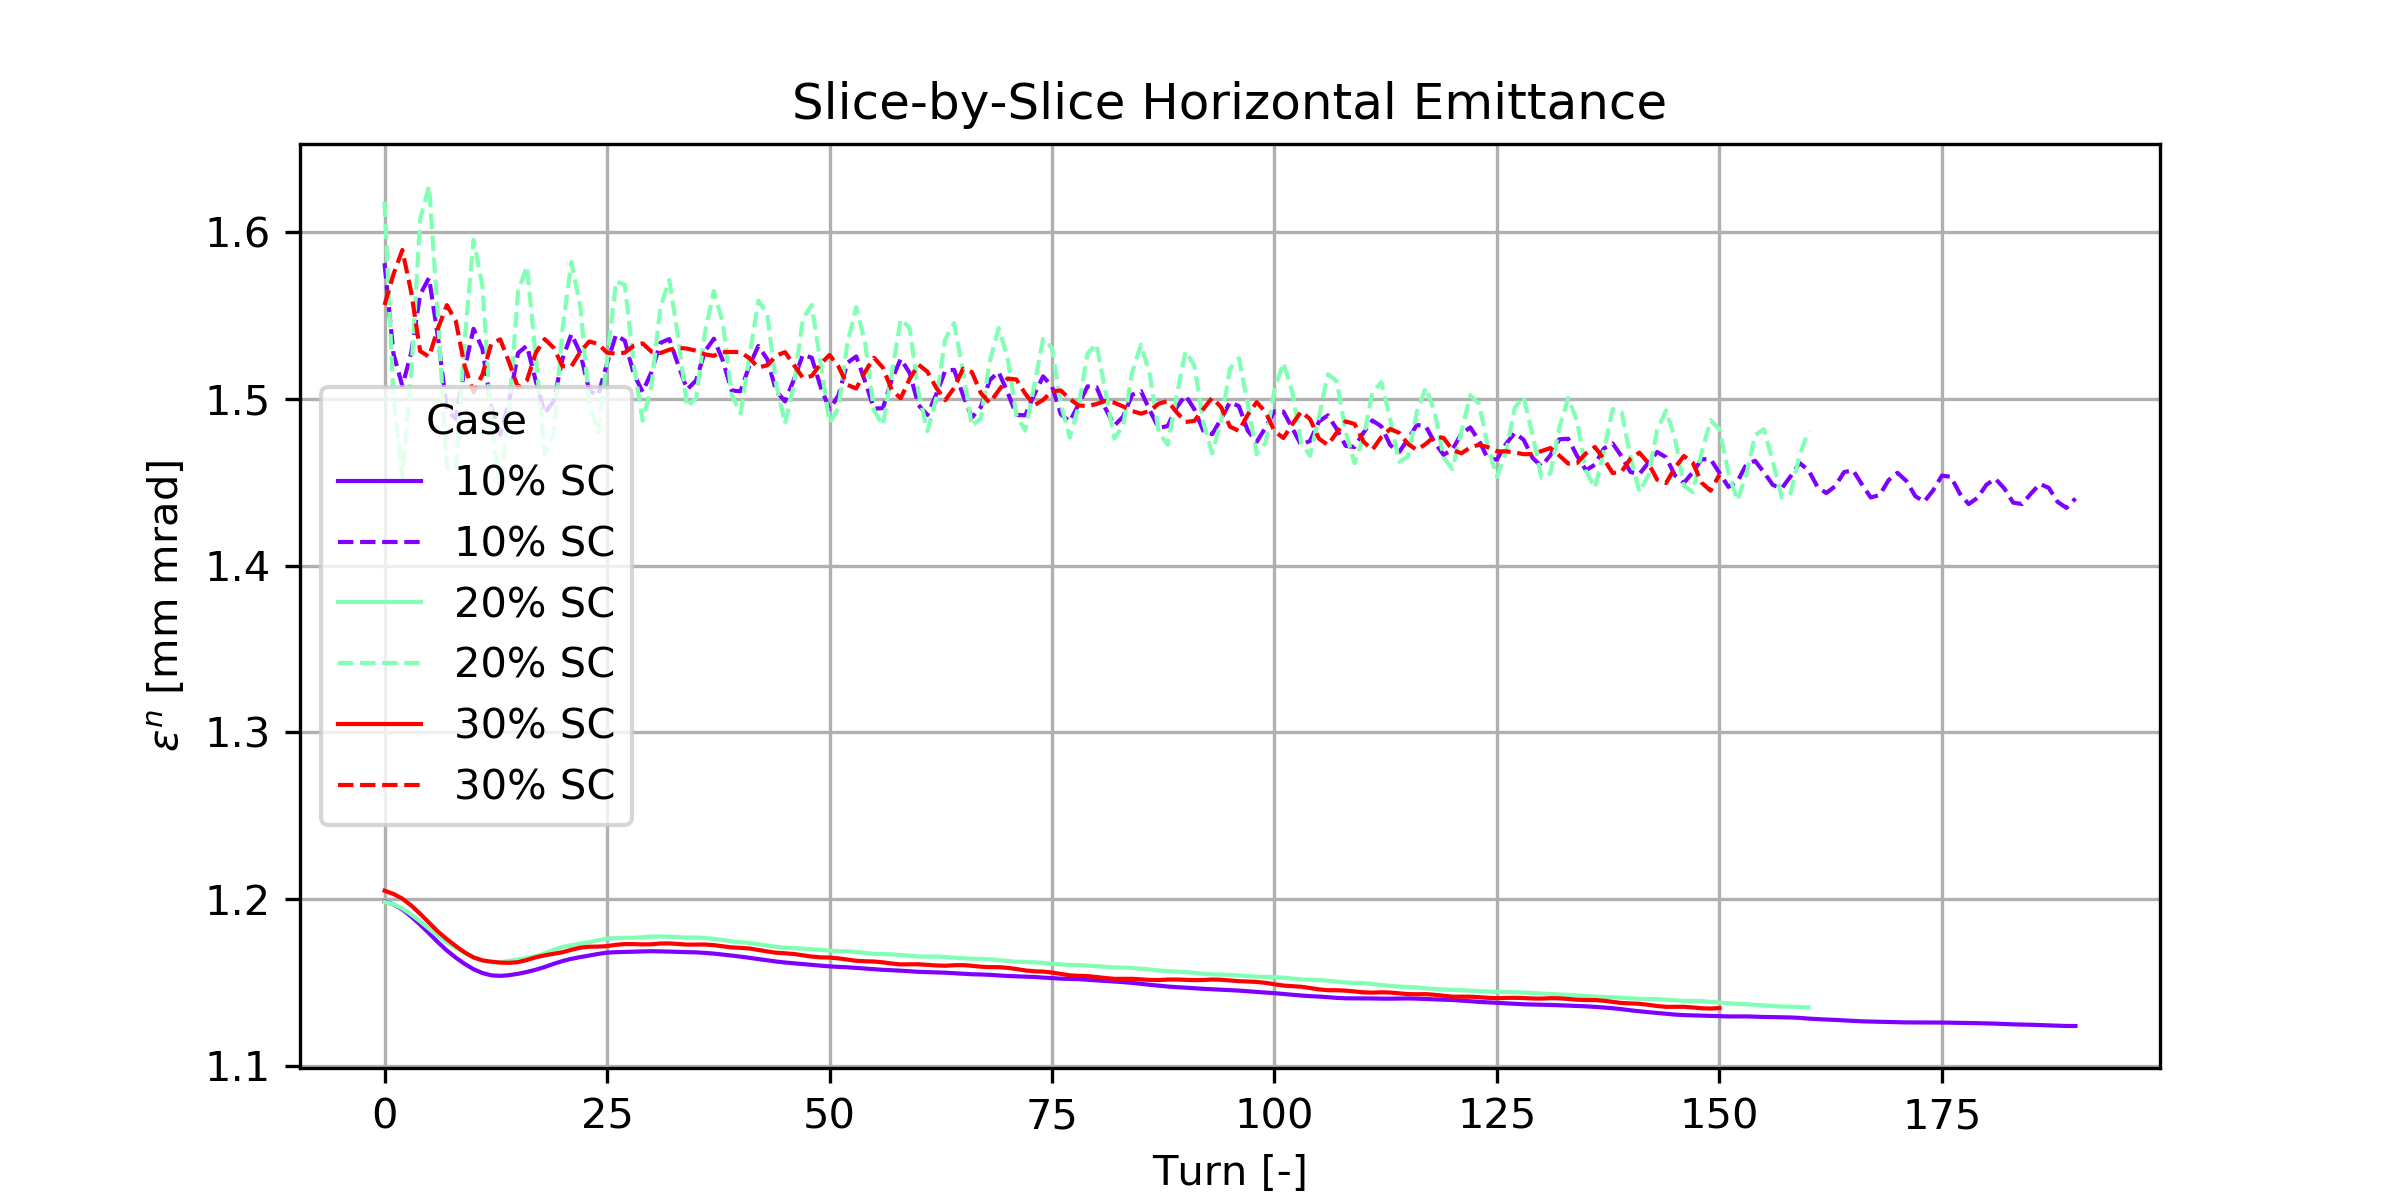 Slice-by-Slice Horizontal Emittance
1.6
1.5
1.4
1.3
1.2
1.1
εⁿ [mm mrad]
Case
10% SC
10% SC
20% SC
20% SC
30% SC
30% SC
0 25 50 75 100 125 150 175
Turn [-]